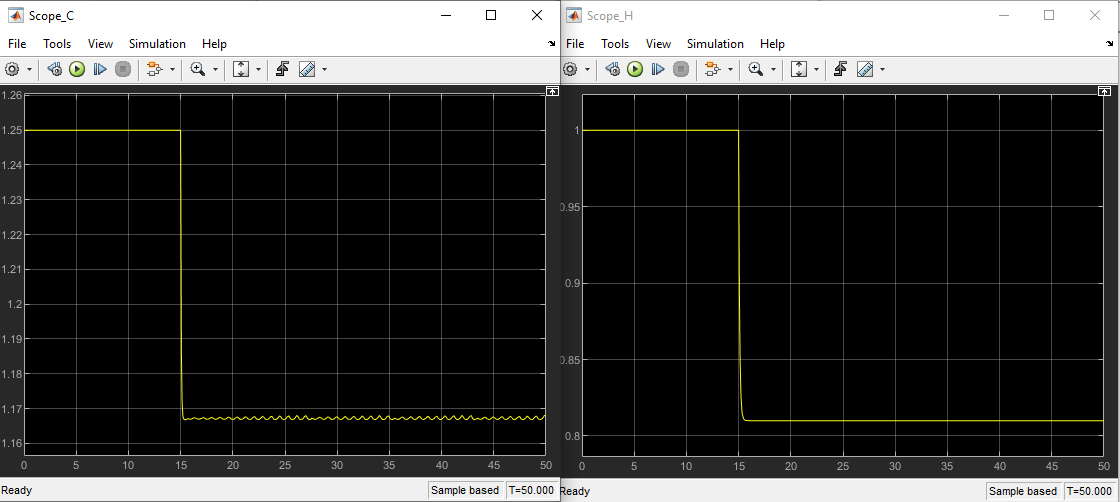 Scope_C
File Tools View Simulation Help
1.26
1.25
1.24
1.23
1.22
1.21
1.2
1.19
1.18
1.17
1.16
0 5 10 15 20 25 30 35 40 45 50
Ready Sample based T=50.000
Scope_H
File Tools View Simulation Help
1
0.95
0.9
0.85
0.8
0 5 10 15 20 25 30 35 40 45 50
Ready Sample based T=50.000